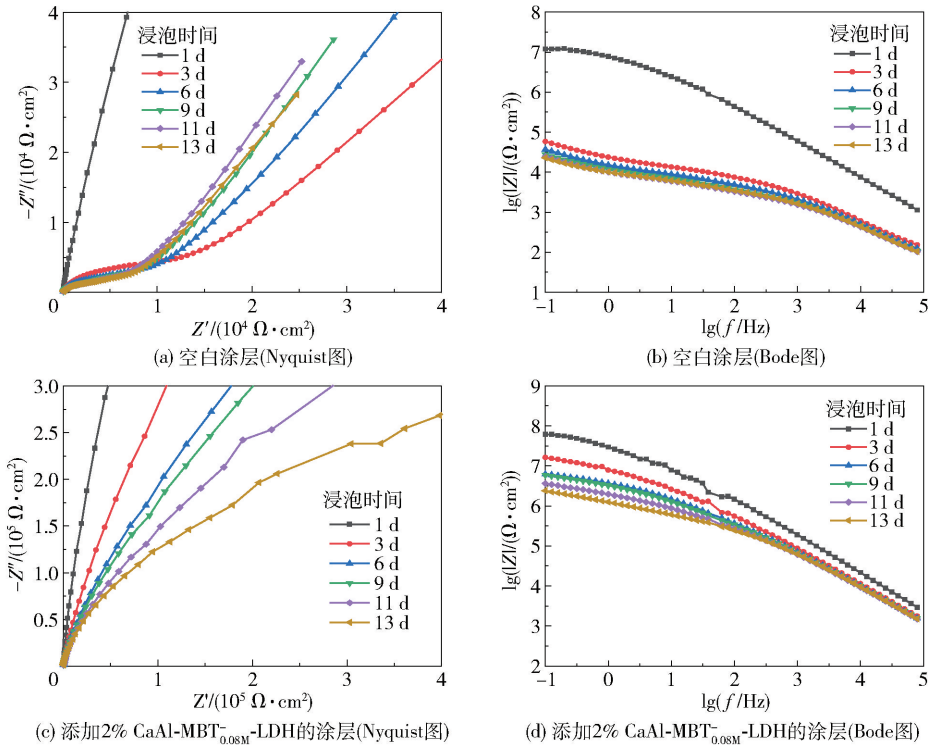 浸泡时间
1 d
3 d
6 d
9 d
11 d
13 d
-Z''/(10⁴ Ω·cm²)
4
3
2
1
0
1
2
3
4
Z'/(10⁴ Ω·cm²)
(a) 空白涂层(Nyquist图)
浸泡时间
1 d
3 d
6 d
9 d
11 d
13 d
lg(|Z|/(Ω·cm²))
8
7
6
5
4
3
2
1
-1
0
1
2
3
4
5
lg(f/Hz)
(b) 空白涂层(Bode图)
浸泡时间
1 d
3 d
6 d
9 d
11 d
13 d
-Z''/(10⁵ Ω·cm²)
3.0
2.5
2.0
1.5
1.0
0.5
0
1
2
3
4
Z'/(10⁵ Ω·cm²)
(c) 添加2% CaAl-MBT⁻₀.₀₈M-LDH的涂层(Nyquist图)
浸泡时间
1 d
3 d
6 d
9 d
11 d
13 d
lg(|Z|/(Ω·cm²))
9
8
7
6
5
4
3
2
-1
0
1
2
3
4
5
lg(f/Hz)
(d) 添加2% CaAl-MBT⁻₀.₀₈M-LDH的涂层(Bode图)